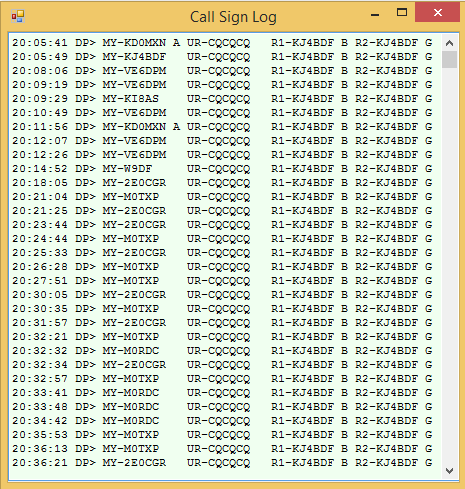 Call Sign Log
20:05:41 DP> MY-KD0MXN A UR-CQCQCQ   R1-KJ4BDF B R2-KJ4BDF G
20:05:49 DP> MY-KJ4BDF   UR-CQCQCQ   R1-KJ4BDF B R2-KJ4BDF G
20:08:06 DP> MY-VE6DPM   UR-CQCQCQ   R1-KJ4BDF B R2-KJ4BDF G
20:09:19 DP> MY-VE6DPM   UR-CQCQCQ   R1-KJ4BDF B R2-KJ4BDF G
20:09:29 DP> MY-KI8AS    UR-CQCQCQ   R1-KJ4BDF B R2-KJ4BDF G
20:10:49 DP> MY-VE6DPM   UR-CQCQCQ   R1-KJ4BDF B R2-KJ4BDF G
20:11:56 DP> MY-KD0MXN A UR-CQCQCQ   R1-KJ4BDF B R2-KJ4BDF G
20:12:07 DP> MY-VE6DPM   UR-CQCQCQ   R1-KJ4BDF B R2-KJ4BDF G
20:12:26 DP> MY-VE6DPM   UR-CQCQCQ   R1-KJ4BDF B R2-KJ4BDF G
20:14:52 DP> MY-W9DF     UR-CQCQCQ   R1-KJ4BDF B R2-KJ4BDF G
20:18:05 DP> MY-2E0CGR   UR-CQCQCQ   R1-KJ4BDF B R2-KJ4BDF G
20:21:04 DP> MY-M0TXP    UR-CQCQCQ   R1-KJ4BDF B R2-KJ4BDF G
20:21:25 DP> MY-2E0CGR   UR-CQCQCQ   R1-KJ4BDF B R2-KJ4BDF G
20:23:44 DP> MY-2E0CGR   UR-CQCQCQ   R1-KJ4BDF B R2-KJ4BDF G
20:24:44 DP> MY-M0TXP    UR-CQCQCQ   R1-KJ4BDF B R2-KJ4BDF G
20:25:33 DP> MY-2E0CGR   UR-CQCQCQ   R1-KJ4BDF B R2-KJ4BDF G
20:26:28 DP> MY-M0TXP    UR-CQCQCQ   R1-KJ4BDF B R2-KJ4BDF G
20:27:51 DP> MY-M0TXP    UR-CQCQCQ   R1-KJ4BDF B R2-KJ4BDF G
20:30:05 DP> MY-2E0CGR   UR-CQCQCQ   R1-KJ4BDF B R2-KJ4BDF G
20:30:35 DP> MY-M0TXP    UR-CQCQCQ   R1-KJ4BDF B R2-KJ4BDF G
20:31:57 DP> MY-2E0CGR   UR-CQCQCQ   R1-KJ4BDF B R2-KJ4BDF G
20:32:21 DP> MY-M0TXP    UR-CQCQCQ   R1-KJ4BDF B R2-KJ4BDF G
20:32:32 DP> MY-M0RDC    UR-CQCQCQ   R1-KJ4BDF B R2-KJ4BDF G
20:32:34 DP> MY-2E0CGR   UR-CQCQCQ   R1-KJ4BDF B R2-KJ4BDF G
20:32:57 DP> MY-M0TXP    UR-CQCQCQ   R1-KJ4BDF B R2-KJ4BDF G
20:33:41 DP> MY-M0RDC    UR-CQCQCQ   R1-KJ4BDF B R2-KJ4BDF G
20:33:48 DP> MY-M0RDC    UR-CQCQCQ   R1-KJ4BDF B R2-KJ4BDF G
20:34:42 DP> MY-M0RDC    UR-CQCQCQ   R1-KJ4BDF B R2-KJ4BDF G
20:35:53 DP> MY-M0TXP    UR-CQCQCQ   R1-KJ4BDF B R2-KJ4BDF G
20:36:13 DP> MY-M0TXP    UR-CQCQCQ   R1-KJ4BDF B R2-KJ4BDF G
20:36:21 DP> MY-2E0CGR   UR-CQCQCQ   R1-KJ4BDF B R2-KJ4BDF G